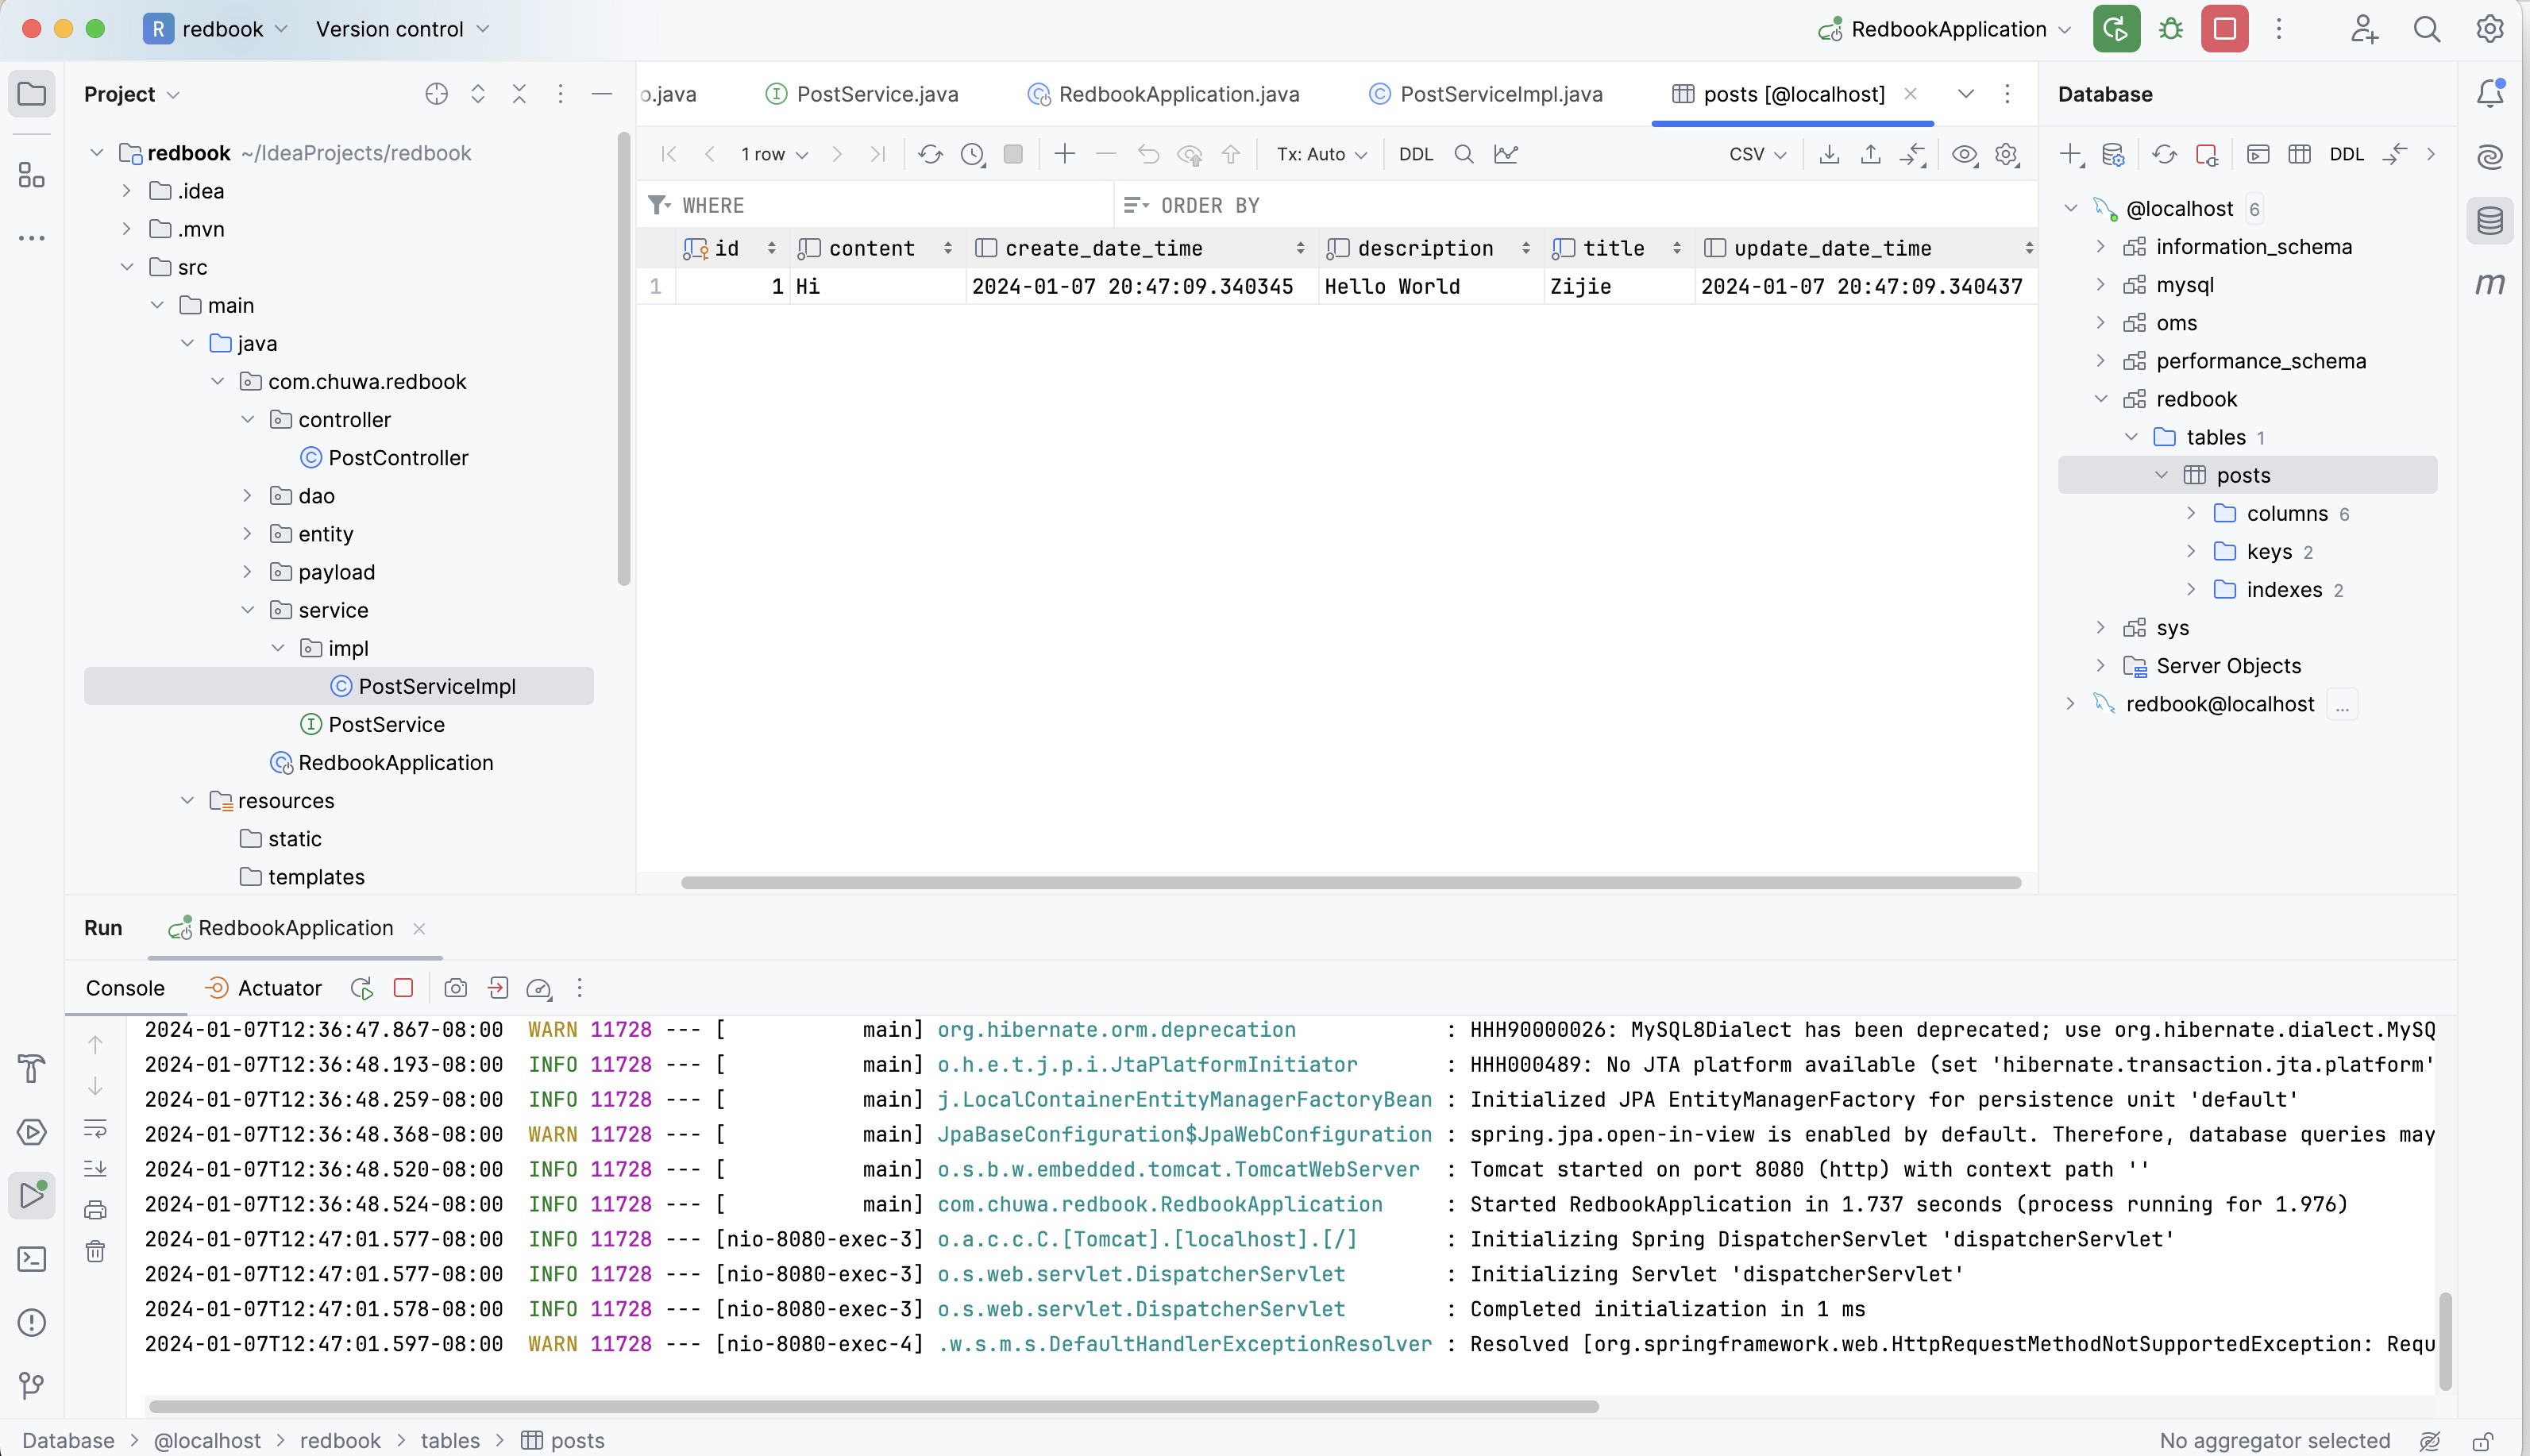 R redbook Version control RedbookApplication
Project
redbook ~/IdeaProjects/redbook
.idea
.mvn
src
main
java
com.chuwa.redbook
controller
PostController
dao
entity
payload
service
impl
PostServiceImpl
PostService
RedbookApplication
resources
static
templates
o.java PostService.java RedbookApplication.java PostServiceImpl.java posts [@localhost]
1 row Tx: Auto DDL CSV
WHERE ORDER BY
id content create_date_time description title update_date_time
1 1 Hi 2024-01-07 20:47:09.340345 Hello World Zijie 2024-01-07 20:47:09.340437
Database
DDL
@localhost 6
information_schema
mysql
oms
performance_schema
redbook
tables 1
posts
columns 6
keys 2
indexes 2
sys
Server Objects
redbook@localhost ...
m
Run RedbookApplication
Console Actuator
2024-01-07T12:36:47.867-08:00 WARN 11728 --- [ main] org.hibernate.orm.deprecation : HHH90000026: MySQL8Dialect has been deprecated; use org.hibernate.dialect.MySQ
2024-01-07T12:36:48.193-08:00 INFO 11728 --- [ main] o.h.e.t.j.p.i.JtaPlatformInitiator : HHH000489: No JTA platform available (set 'hibernate.transaction.jta.platform'
2024-01-07T12:36:48.259-08:00 INFO 11728 --- [ main] j.LocalContainerEntityManagerFactoryBean : Initialized JPA EntityManagerFactory for persistence unit 'default'
2024-01-07T12:36:48.368-08:00 WARN 11728 --- [ main] JpaBaseConfiguration$JpaWebConfiguration : spring.jpa.open-in-view is enabled by default. Therefore, database queries may
2024-01-07T12:36:48.520-08:00 INFO 11728 --- [ main] o.s.b.w.embedded.tomcat.TomcatWebServer : Tomcat started on port 8080 (http) with context path ''
2024-01-07T12:36:48.524-08:00 INFO 11728 --- [ main] com.chuwa.redbook.RedbookApplication : Started RedbookApplication in 1.737 seconds (process running for 1.976)
2024-01-07T12:47:01.577-08:00 INFO 11728 --- [nio-8080-exec-3] o.a.c.c.C.[Tomcat].[localhost].[/] : Initializing Spring DispatcherServlet 'dispatcherServlet'
2024-01-07T12:47:01.577-08:00 INFO 11728 --- [nio-8080-exec-3] o.s.web.servlet.DispatcherServlet : Initializing Servlet 'dispatcherServlet'
2024-01-07T12:47:01.578-08:00 INFO 11728 --- [nio-8080-exec-3] o.s.web.servlet.DispatcherServlet : Completed initialization in 1 ms
2024-01-07T12:47:01.597-08:00 WARN 11728 --- [nio-8080-exec-4] .w.s.m.s.DefaultHandlerExceptionResolver : Resolved [org.springframework.web.HttpRequestMethodNotSupportedException: Requ
Database > @localhost > redbook > tables > posts No aggregator selected